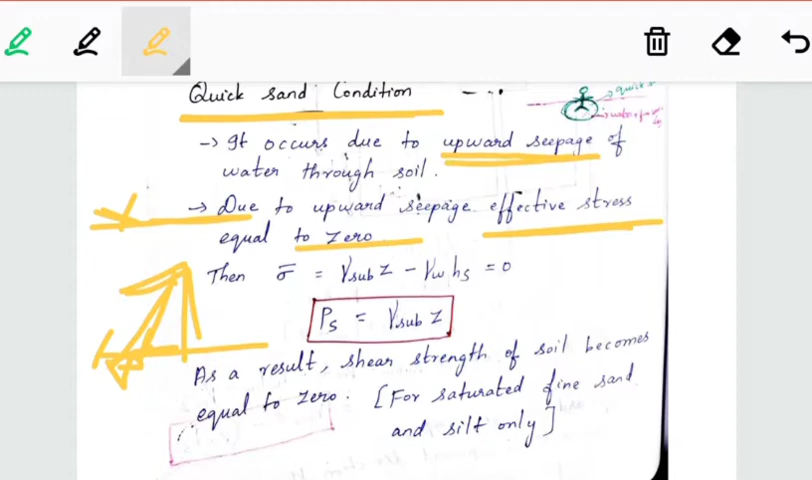 Quick Sand Condition
→ It occurs due to upward seepage of
water through soil.
→ Due to upward seepage effective stress
equal to zero
Then σ̄ = γsub z - γw hs = 0
Ps = γsub z
As a result, shear strength of soil becomes
equal to zero. [For saturated fine sand
and silt only]